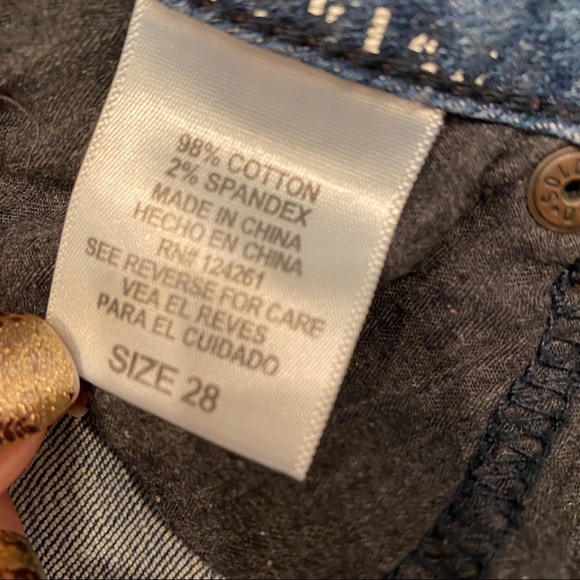 98% COTTON
2% SPANDEX
MADE IN CHINA
HECHO EN CHINA
RN# 124261
SEE REVERSE FOR CARE
VEA EL REVES
PARA EL CUIDADO
SIZE 28